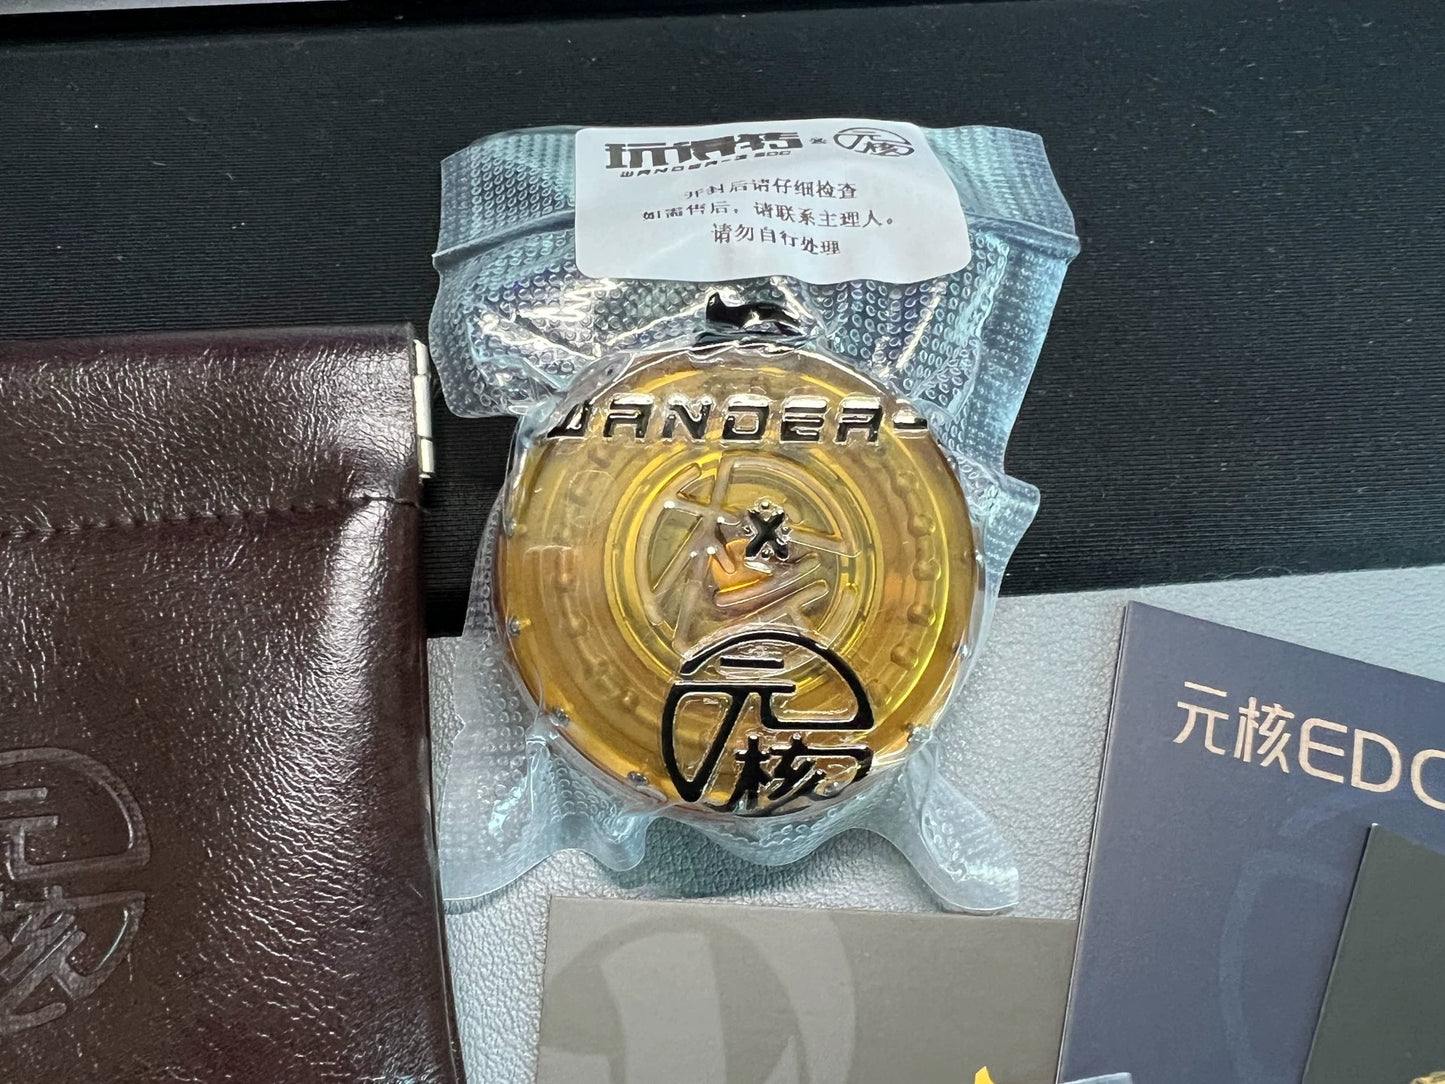 玩得转 × 元核
WANDER-3 EDC
开封后请仔细检查
如需售后，请联系主理人。
请勿自行处理
WANDER-
X
元
核
元核EDC
元
核